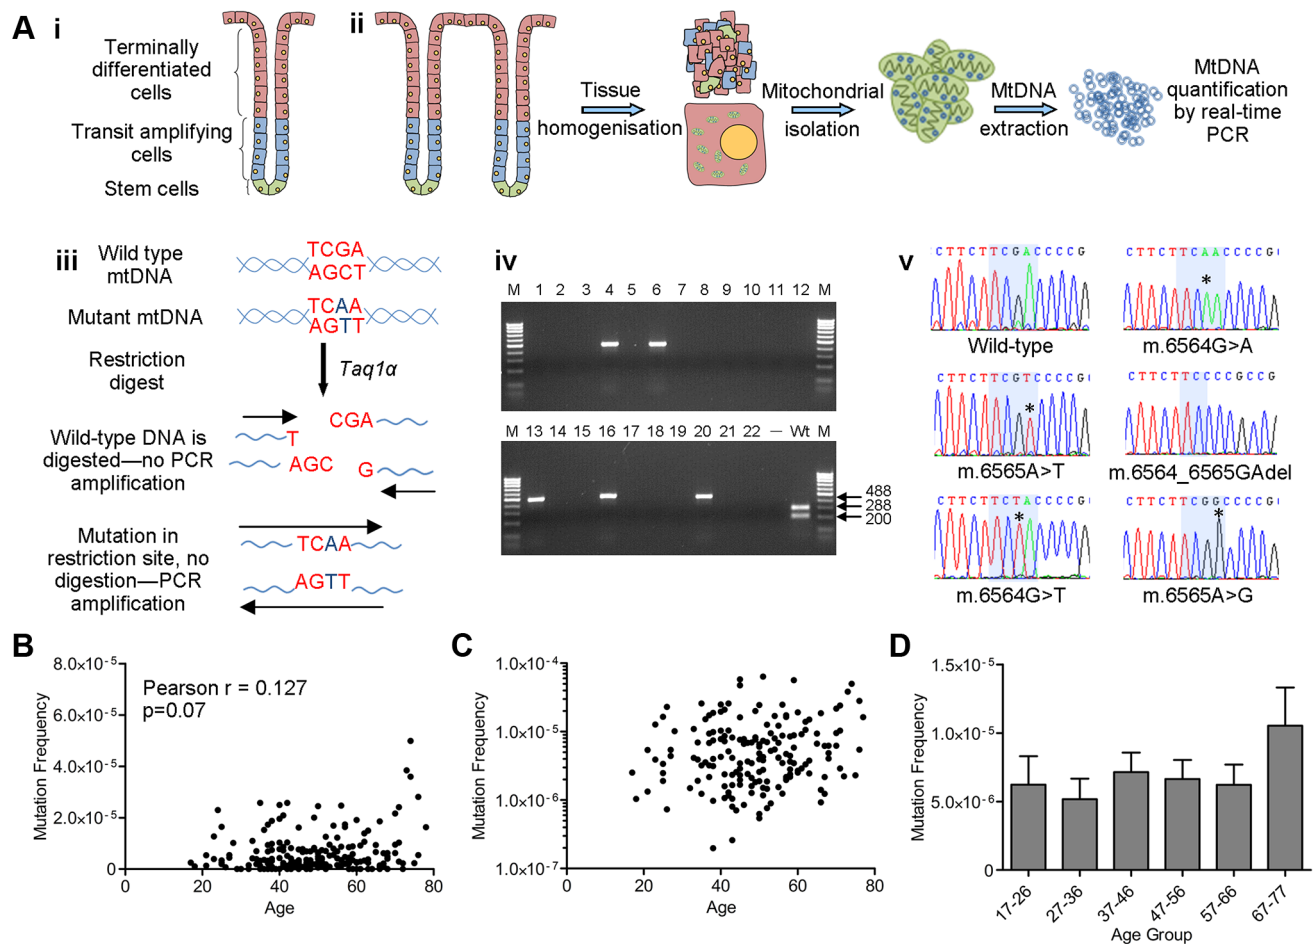 A i
Terminally
differentiated
cells
Transit amplifying
cells
Stem cells
ii
Tissue
homogenisation
Mitochondrial
isolation
MtDNA
extraction
MtDNA
quantification
by real-time
PCR
iii
Wild type
mtDNA
TCGA
AGCT
Mutant mtDNA
TCAA
AGTT
Restriction
digest
Taq1α
Wild-type DNA is
digested—no PCR
amplification
CGA
T
AGC
G
Mutation in
restriction site, no
digestion—PCR
amplification
TCAA
AGTT
iv
M 1 2 3 4 5 6 7 8 9 10 11 12 M
M 13 14 15 16 17 18 19 20 21 22 — Wt M
488
288
200
v
CTTCTTCGACCCCG
Wild-type
CTTCTTCAACCCCG
*
m.6564G>A
CTTCTTCGTCCCCG
*
m.6565A>T
CTTCTTCCCCGCCG
m.6564_6565GAdel
CTTCTTCTACCCCG
*
m.6564G>T
CTTCTTCGGCCCCG
*
m.6565A>G
B
Mutation Frequency
8.0x10-5
6.0x10-5
4.0x10-5
2.0x10-5
0
Pearson r = 0.127
p=0.07
0 20 40 60 80
Age
C
Mutation Frequency
1.0x10-4
1.0x10-5
1.0x10-6
1.0x10-7
0 20 40 60 80
Age
D
Mutation Frequency
1.5x10-5
1.0x10-5
5.0x10-6
0
17-26 27-36 37-46 47-56 57-66 67-77
Age Group